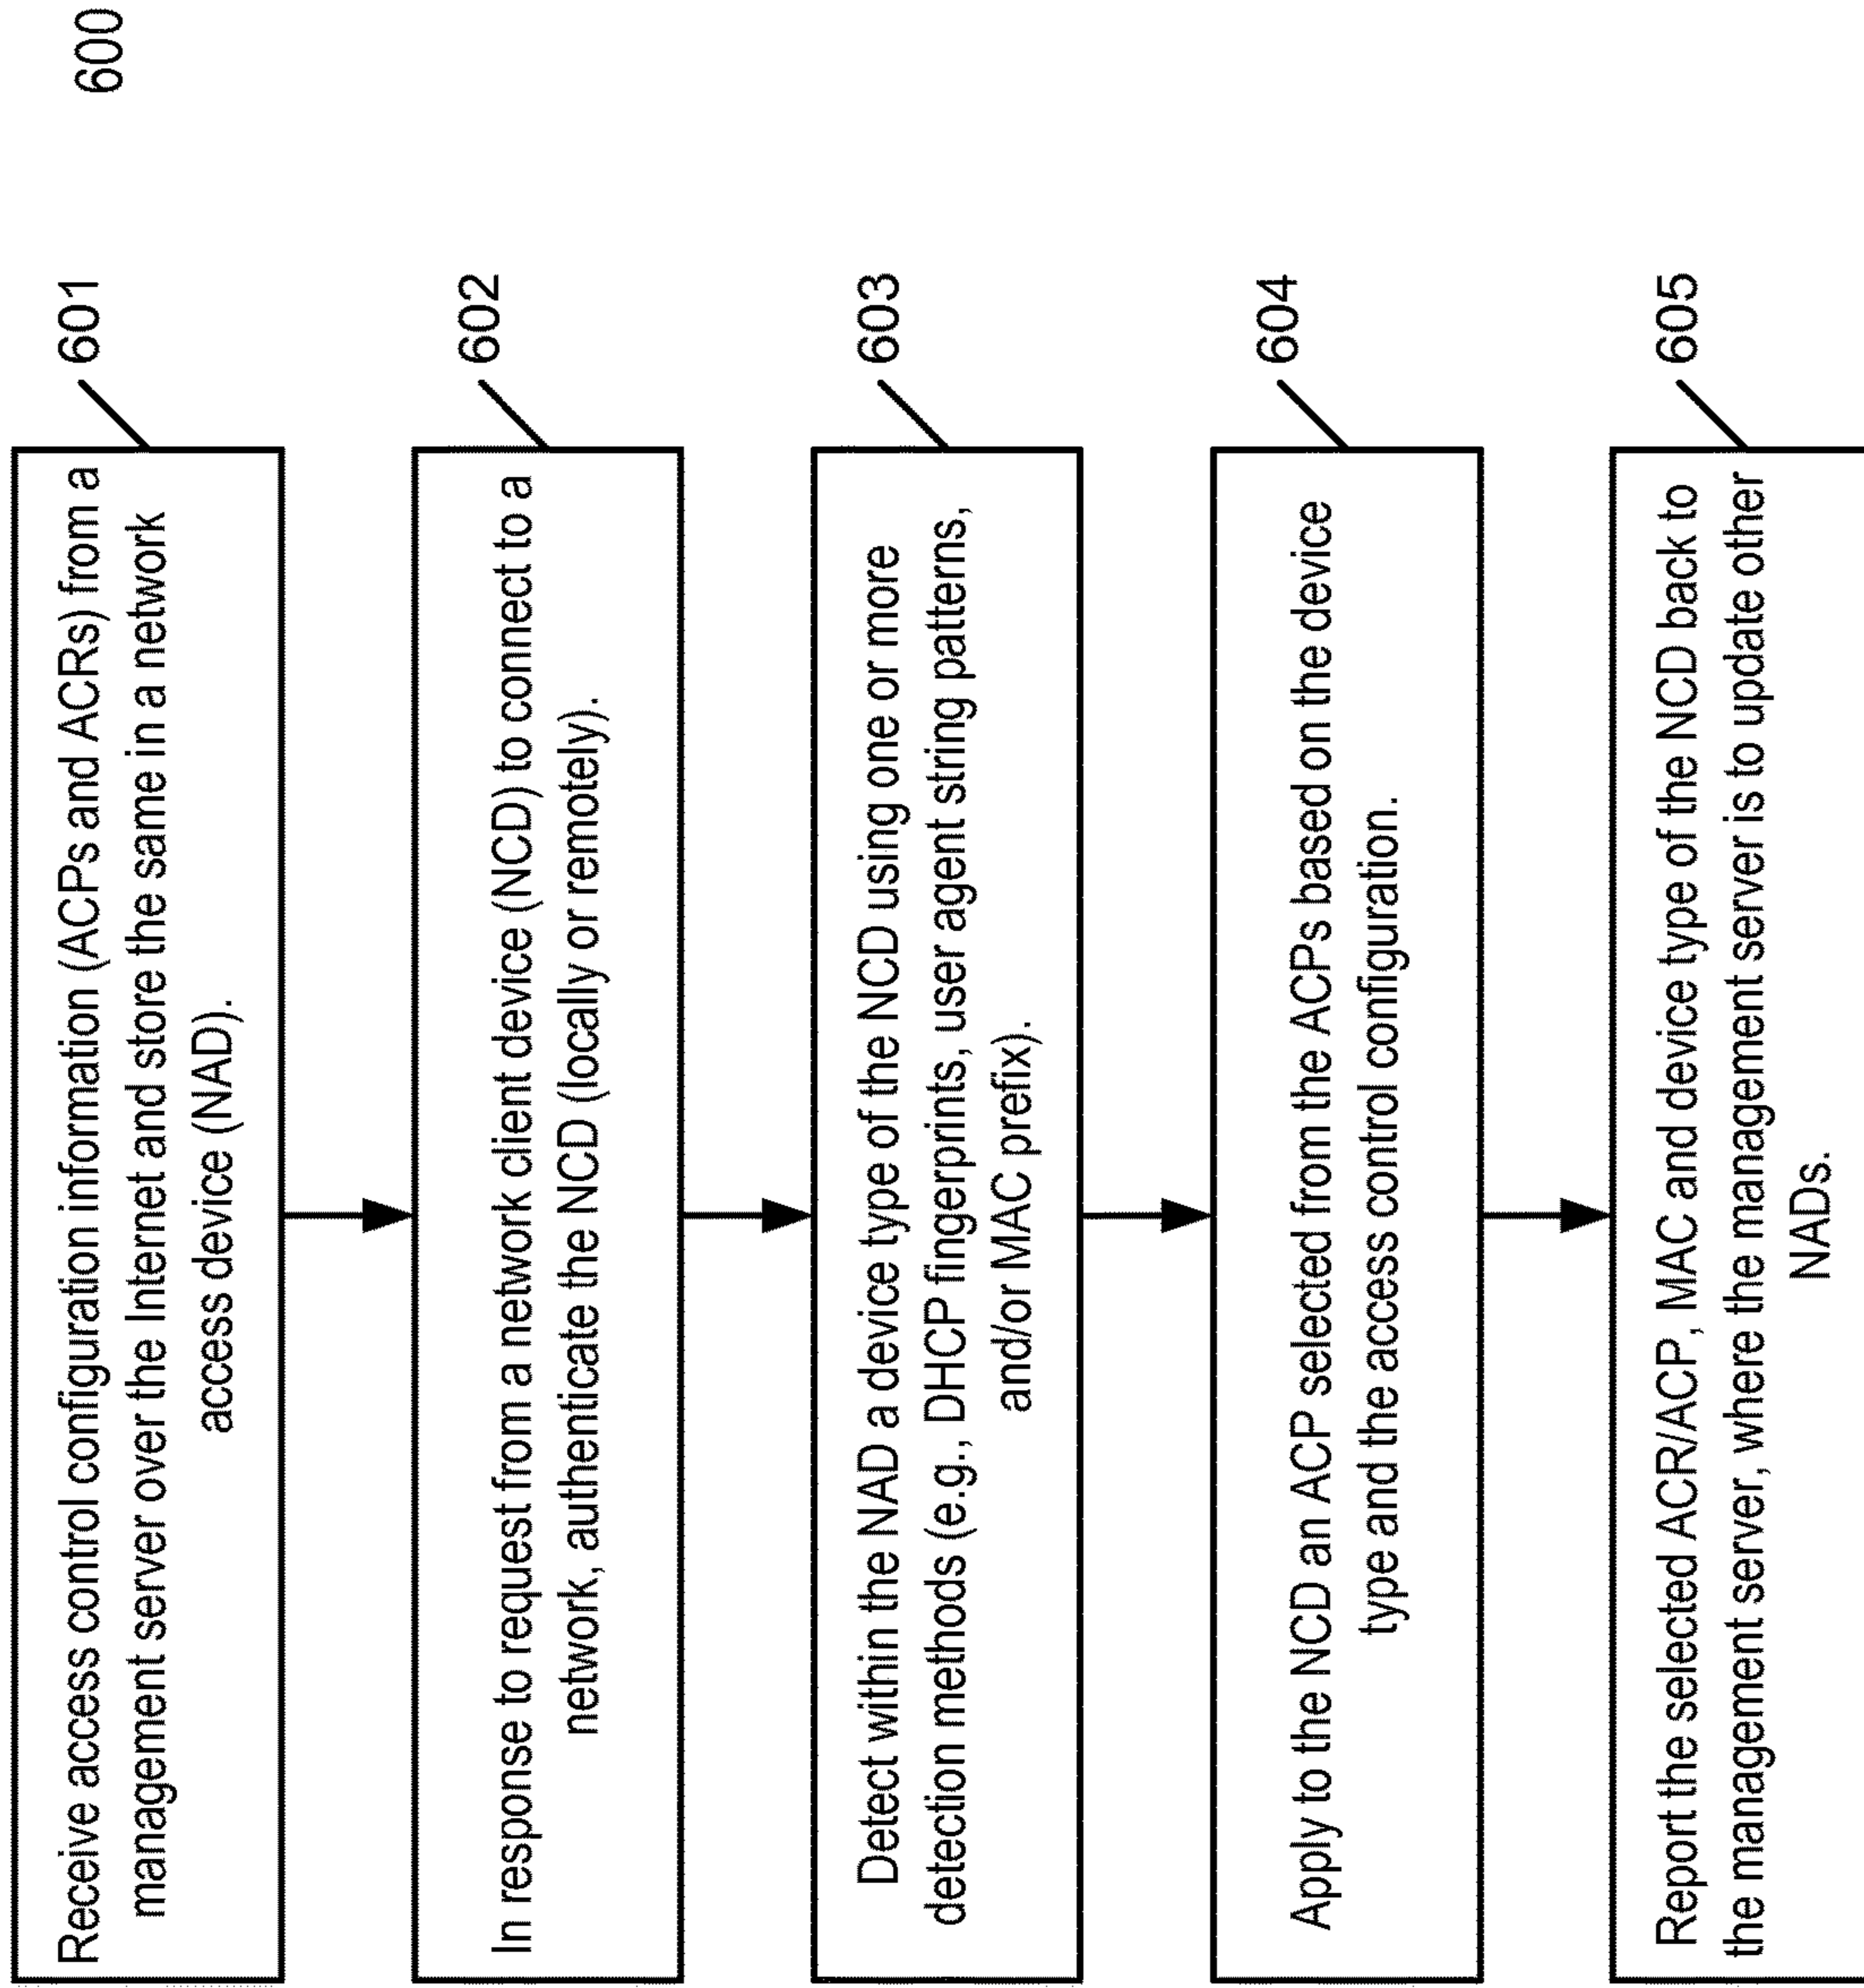 600
601
Receive access control configuration information (ACPs and ACRs) from a
management server over the Internet and store the same in a network
access device (NAD).
602
In response to request from a network client device (NCD) to connect to a
network, authenticate the NCD (locally or remotely).
603
Detect within the NAD a device type of the NCD using one or more
detection methods (e.g., DHCP fingerprints, user agent string patterns,
and/or MAC prefix).
604
Apply to the NCD an ACP selected from the ACPs based on the device
type and the access control configuration.
605
Report the selected ACR/ACP, MAC and device type of the NCD back to
the management server, where the management server is to update other
NADs.